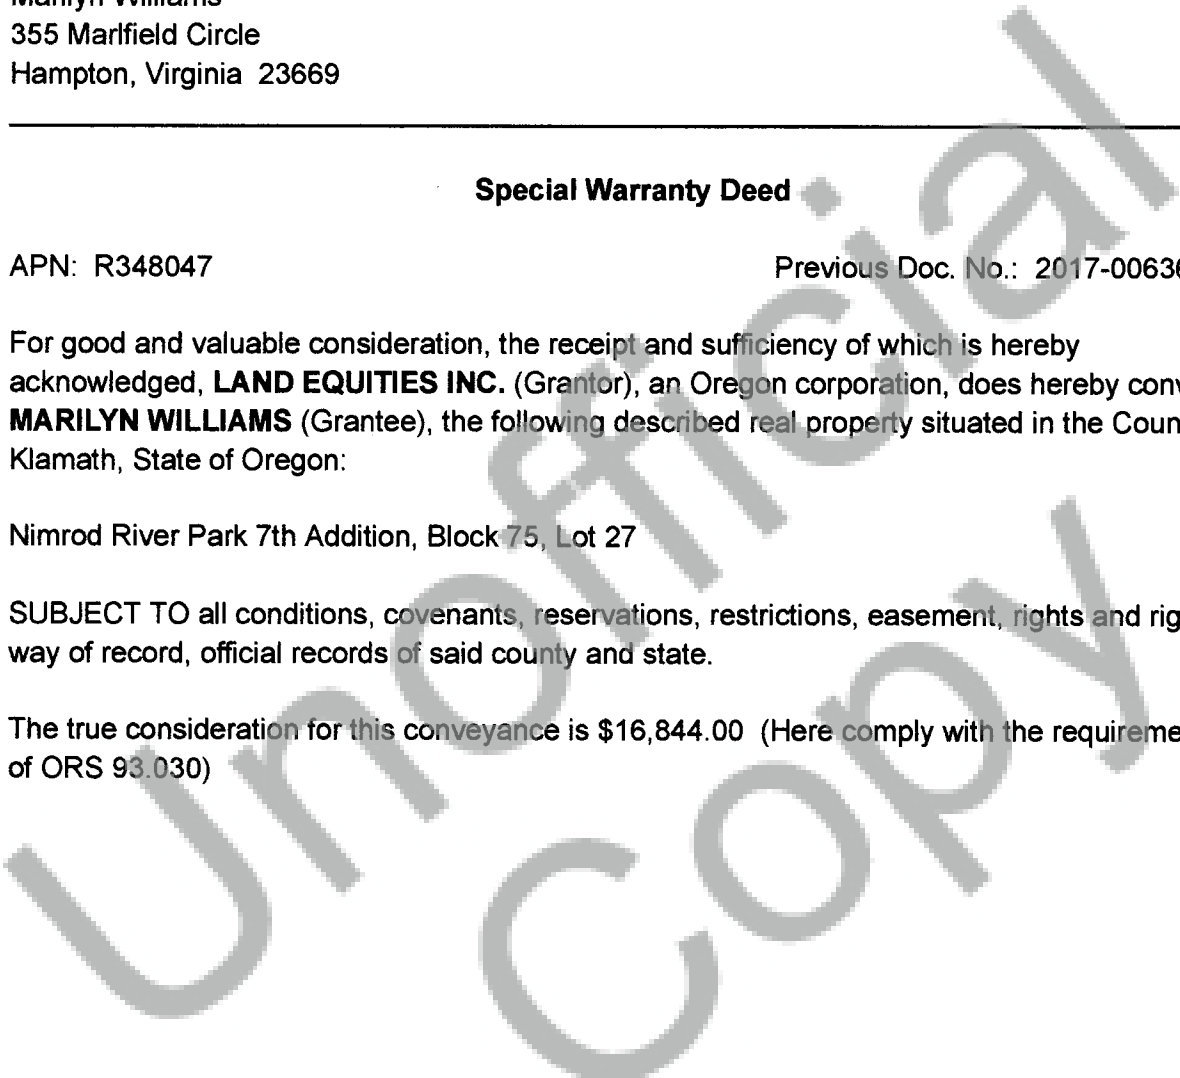 Marilyn Williams
355 Marlfield Circle
Hampton, Virginia 23669
Special Warranty Deed
APN: R348047 Previous Doc. No.: 2017-00636
For good and valuable consideration, the receipt and sufficiency of which is hereby
acknowledged, LAND EQUITIES INC. (Grantor), an Oregon corporation, does hereby conv
MARILYN WILLIAMS (Grantee), the following described real property situated in the Coun
Klamath, State of Oregon:
Nimrod River Park 7th Addition, Block 75, Lot 27
SUBJECT TO all conditions, covenants, reservations, restrictions, easement, rights and rig
way of record, official records of said county and state.
The true consideration for this conveyance is $16,844.00 (Here comply with the requireme
of ORS 93.030)
Unofficial
Copy